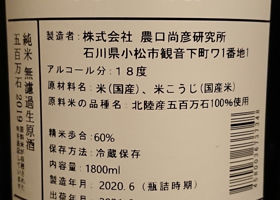 製造者：株式会社 農口尚彦研究所
石川県小松市観音下町ワ1番地1
アルコール分：18度
原材料：米(国産)、米こうじ(国産米)
原料米の品種名：北陸産五百万石100%使用
精米歩合：60%
保存方法：冷蔵保存
内容量：1800ml
製造年月：2020.6（瓶詰時期）
純米 無濾過生原酒
五百万石 2019